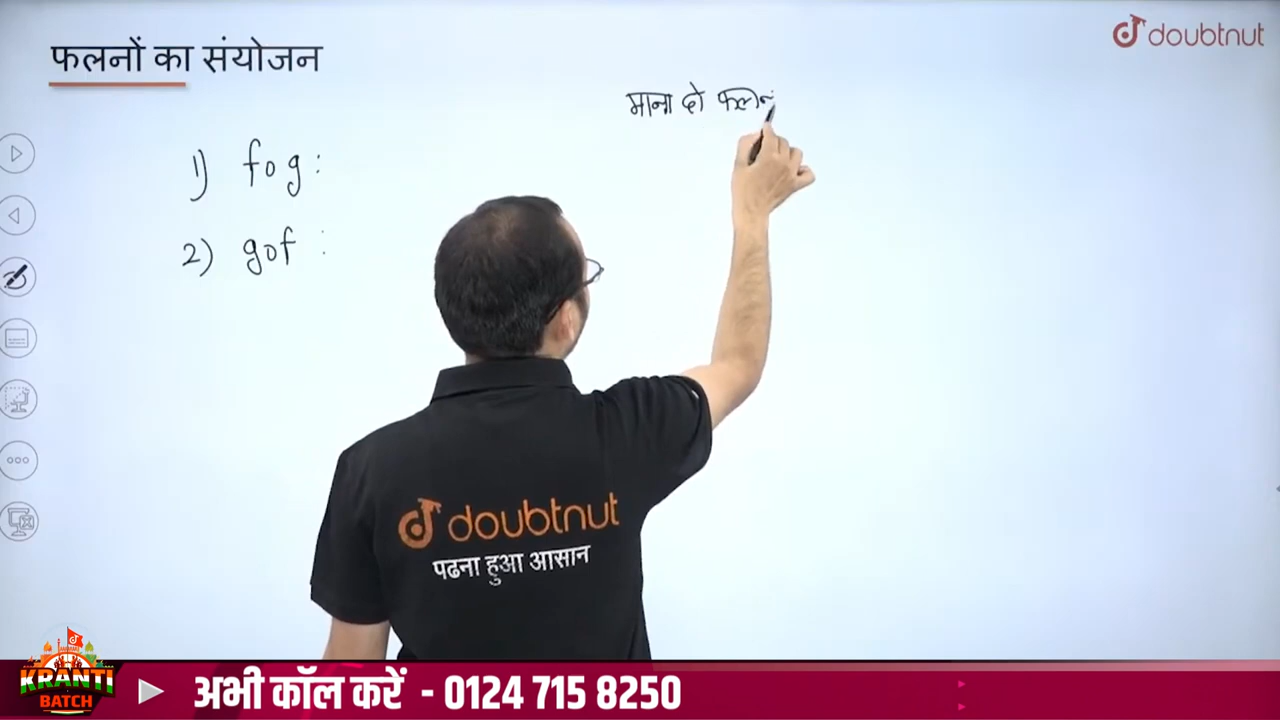 फलनों का संयोजन
doubtnut
माना दो फलन
1) fog :
2) gof :
doubtnut
पढना हुआ आसान
KRANTI
BATCH
अभी कॉल करें - 0124 715 8250